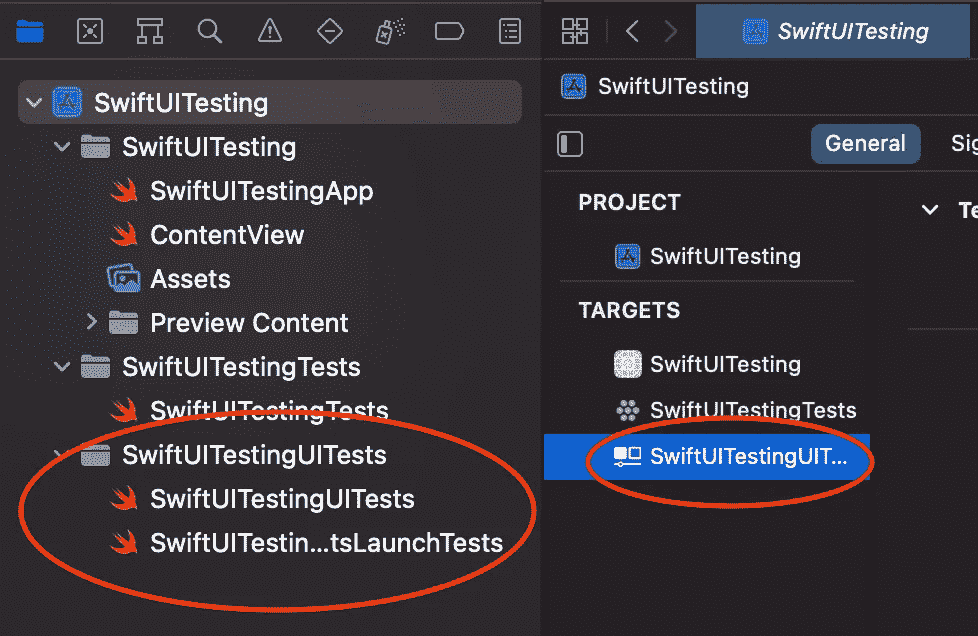 SwiftUITesting
SwiftUITesting
SwiftUITestingApp
ContentView
Assets
Preview Content
SwiftUITestingTests
SwiftUITestingTests
SwiftUITestingUITests
SwiftUITestingUITests
SwiftUITestin...tsLaunchTests
SwiftUITesting
SwiftUITesting
General
Sig
PROJECT
Te
SwiftUITesting
TARGETS
SwiftUITesting
SwiftUITestingTests
SwiftUITestingUIT...